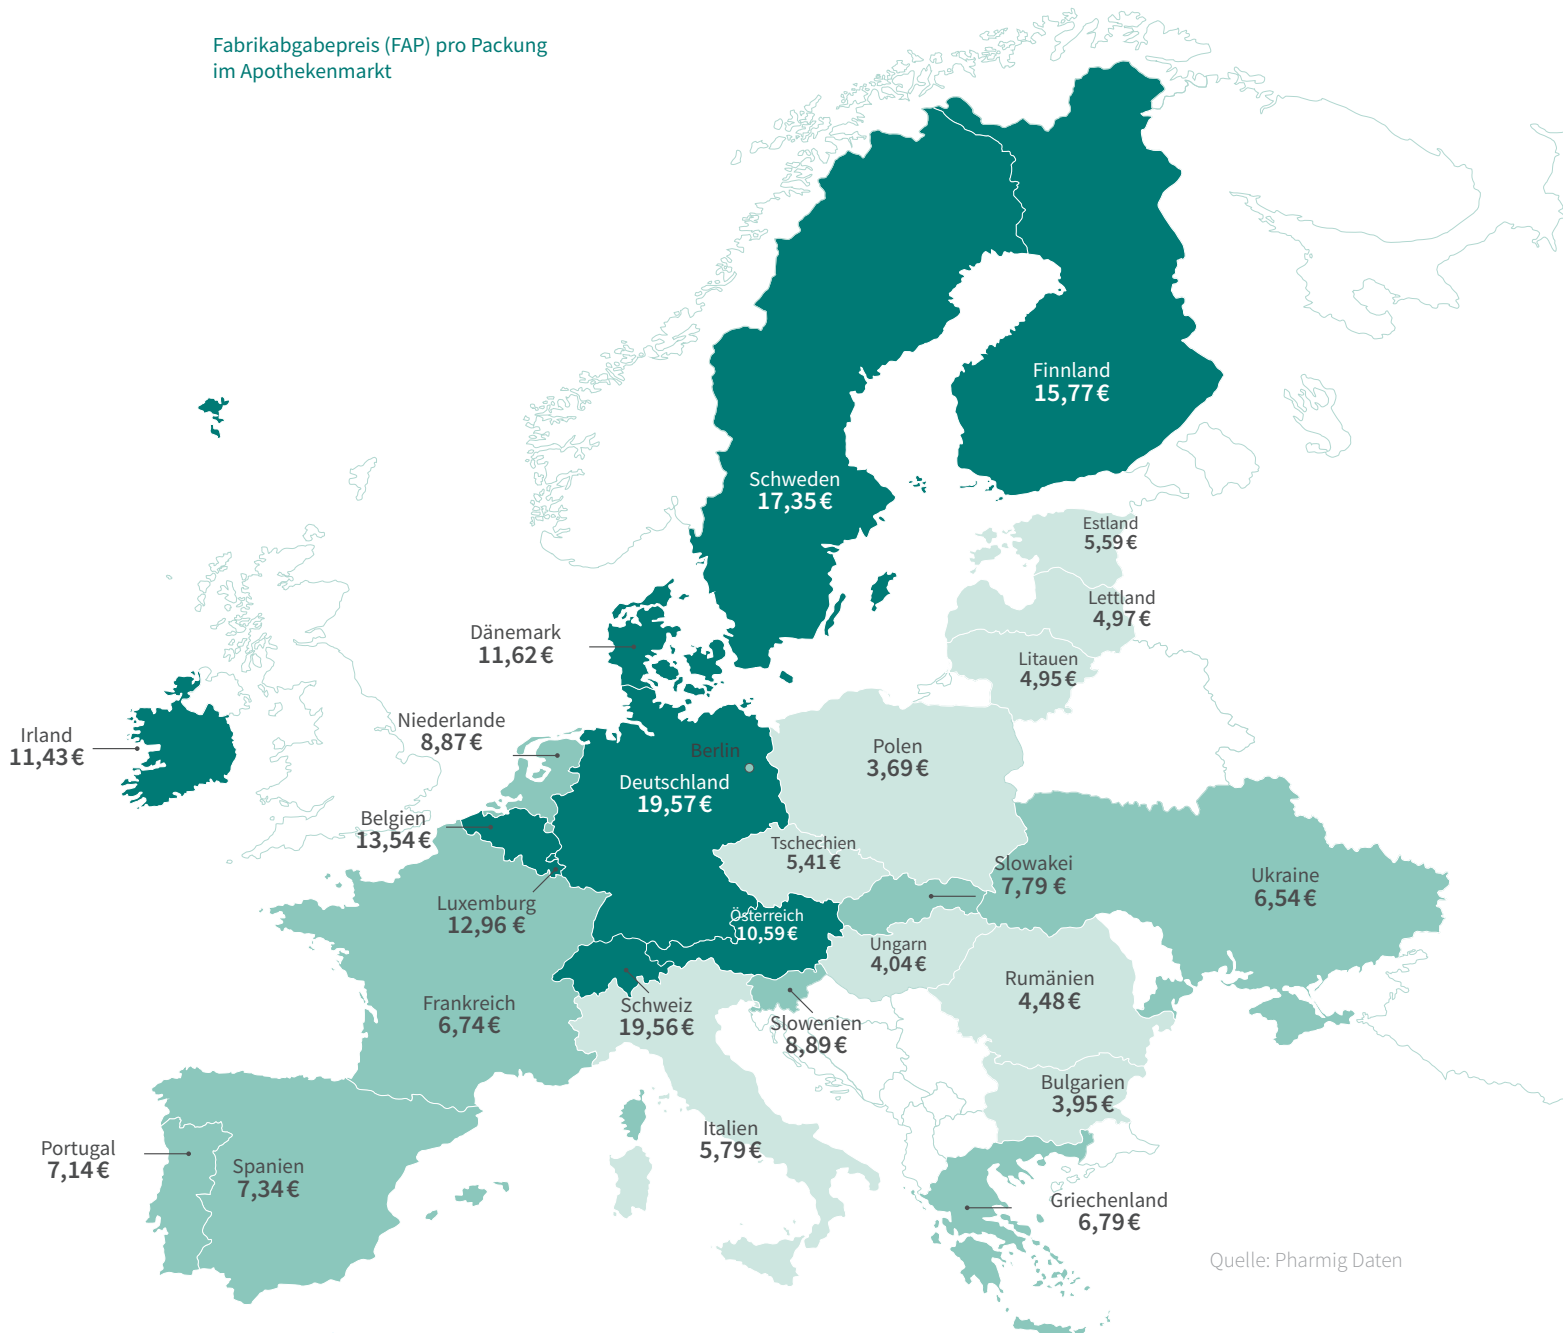 Fabrikabgabepreis (FAP) pro Packung
im Apothekenmarkt
Finnland
15,77 €
Schweden
17,35 €
Estland
5,59 €
Lettland
4,97 €
Dänemark
11,62 €
Litauen
4,95 €
Niederlande
8,87 €
Irland
11,43 €
Berlin
Polen
3,69 €
Deutschland
19,57 €
Belgien
13,54 €
Tschechien
5,41 €
Slowakei
7,79 €
Ukraine
6,54 €
Luxemburg
12,96 €
Österreich
10,59 €
Ungarn
4,04 €
Rumänien
4,48 €
Frankreich
6,74 €
Schweiz
19,56 €
Slowenien
8,89 €
Bulgarien
3,95 €
Italien
5,79 €
Portugal
7,14 €
Spanien
7,34 €
Griechenland
6,79 €
Quelle: Pharmig Daten